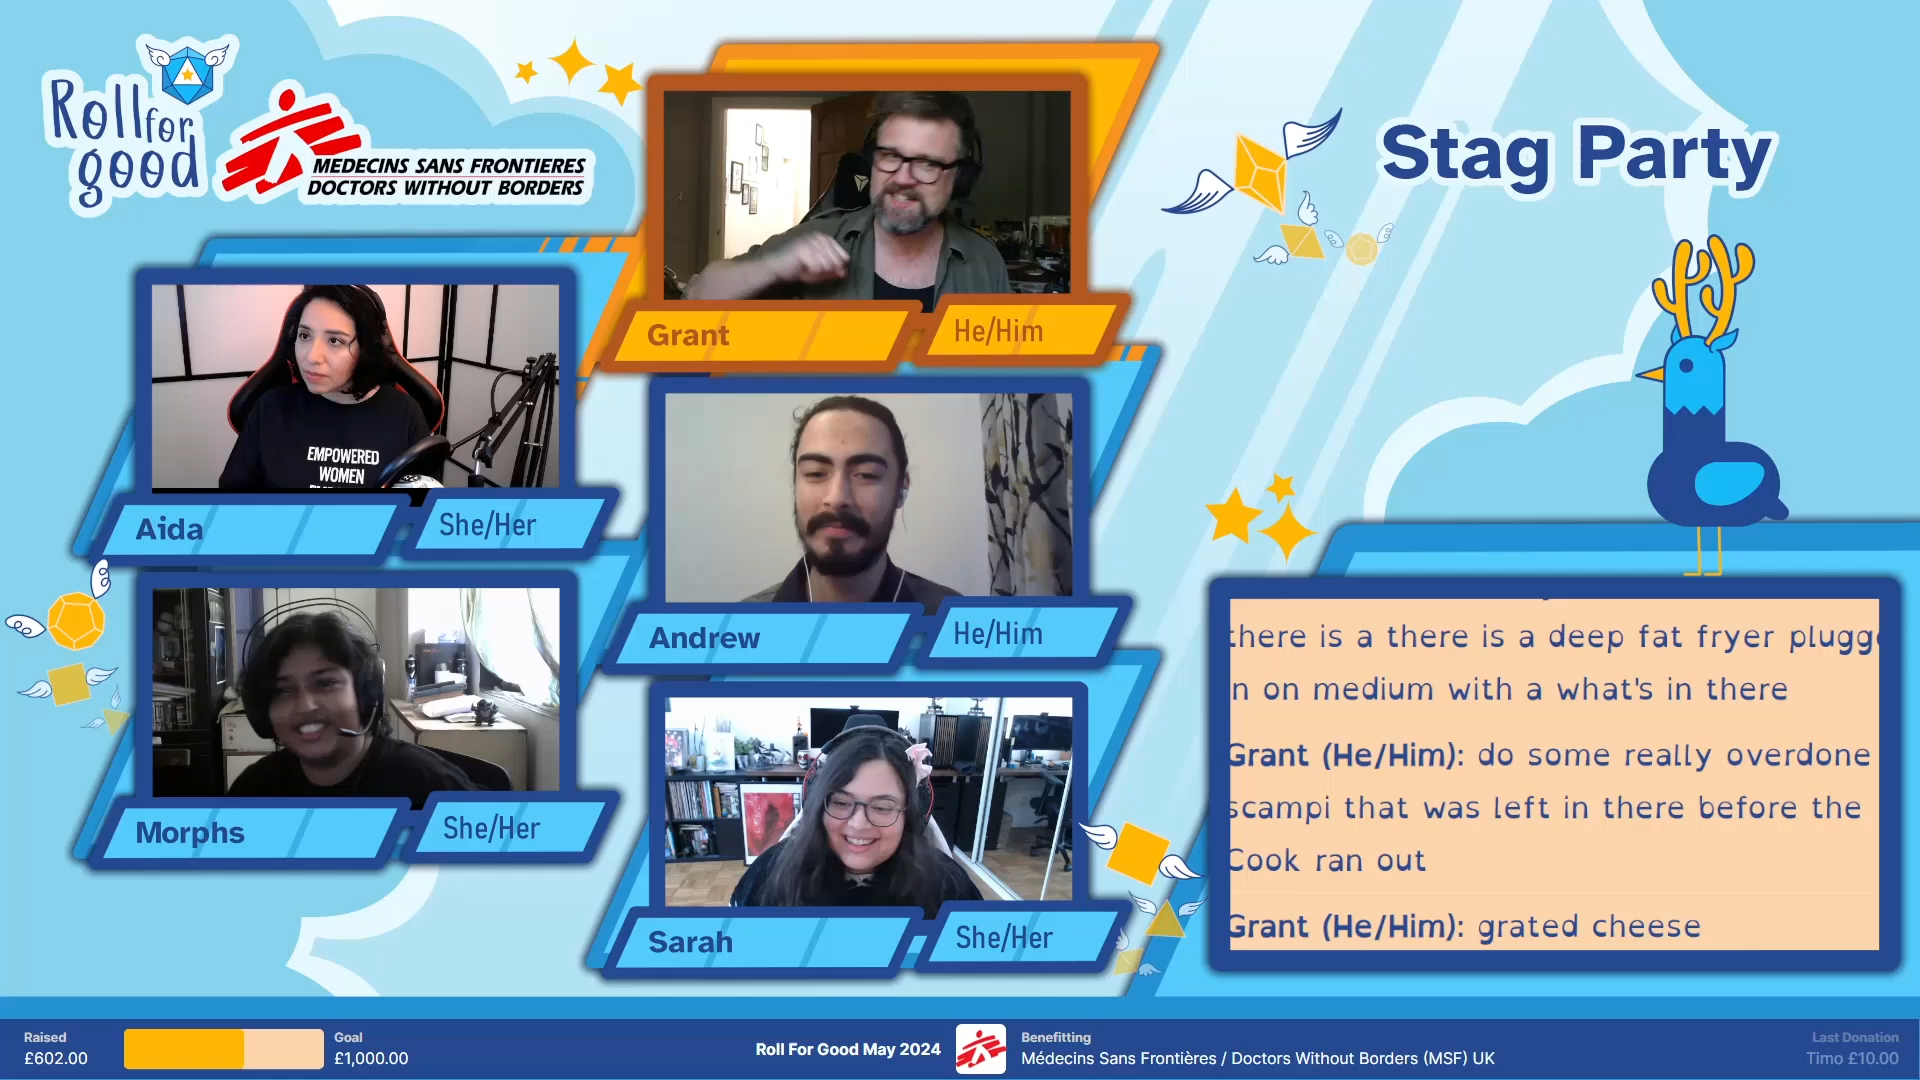 Roll for
good
MEDECINS SANS FRONTIERES
DOCTORS WITHOUT BORDERS
Stag Party
Grant
He/Him
EMPOWERED
WOMEN
Aida
She/Her
Andrew
He/Him
Morphs
She/Her
Sarah
She/Her
there is a there is a deep fat fryer
n on medium with a what's in there
Grant (He/Him): do some really overdone
scampi that was left in there before the
Cook ran out
Grant (He/Him): grated cheese
Raised
£602.00
Goal
£1,000.00
Roll For Good May 2024
Benefitting
Médecins Sans Frontières / Doctors Without Borders (MSF) UK
Last Donation
Timo £10.00